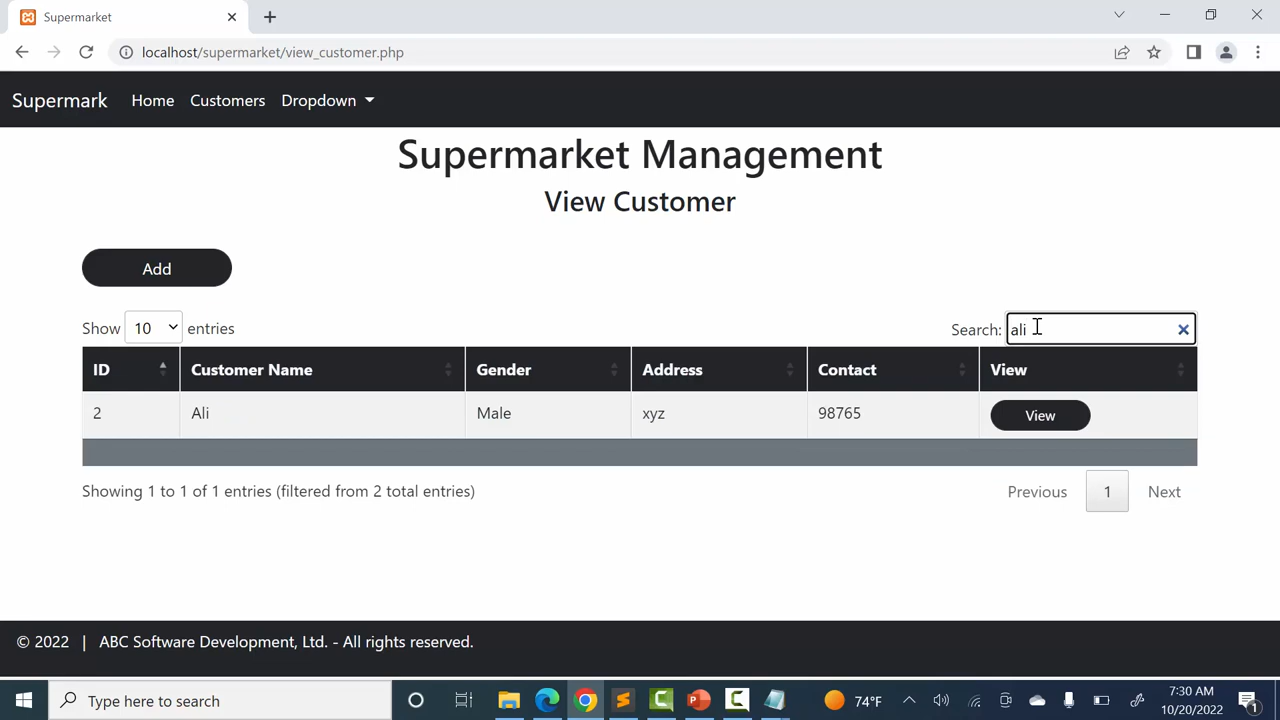 Supermarket
localhost/supermarket/view_customer.php
Supermark Home Customers Dropdown
Supermarket Management
View Customer
Add
Show 10 entries Search: ali
ID Customer Name Gender Address Contact View
2 Ali Male xyz 98765 View
Showing 1 to 1 of 1 entries (filtered from 2 total entries) Previous 1 Next
© 2022 | ABC Software Development, Ltd. - All rights reserved.
Type here to search 74°F 7:30 AM
10/20/2022 1